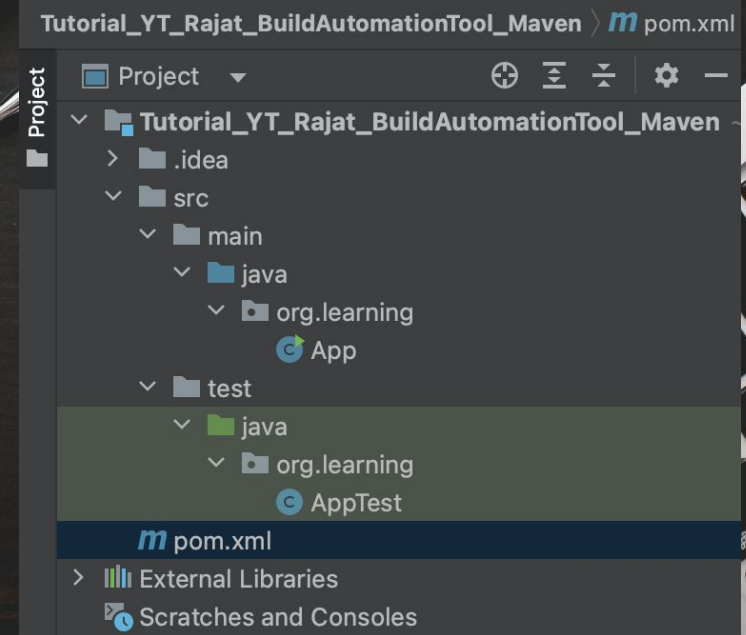 Tutorial_YT_Rajat_BuildAutomationTool_Maven 〉 m pom.xml
Project
Project
Tutorial_YT_Rajat_BuildAutomationTool_Maven ~
.idea
src
main
java
org.learning
C App
test
java
org.learning
C AppTest
m pom.xml
External Libraries
Scratches and Consoles